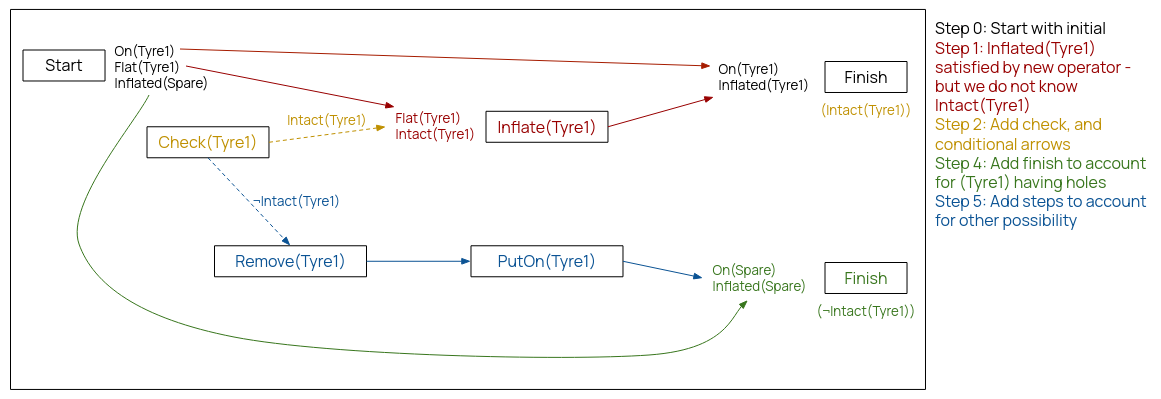 Start
On(Tyre1)
Flat(Tyre1)
Inflated(Spare)
On(Tyre1)
Inflated(Tyre1)
Finish
(Intact(Tyre1))
Check(Tyre1)
Intact(Tyre1)
Flat(Tyre1)
Intact(Tyre1)
Inflate(Tyre1)
¬Intact(Tyre1)
Remove(Tyre1)
PutOn(Tyre1)
On(Spare)
Inflated(Spare)
Finish
(¬Intact(Tyre1))
Step 0: Start with initial
Step 1: Inflated(Tyre1)
satisfied by new operator -
but we do not know
Intact(Tyre1)
Step 2: Add check, and
conditional arrows
Step 4: Add finish to account
for (Tyre1) having holes
Step 5: Add steps to account
for other possibility